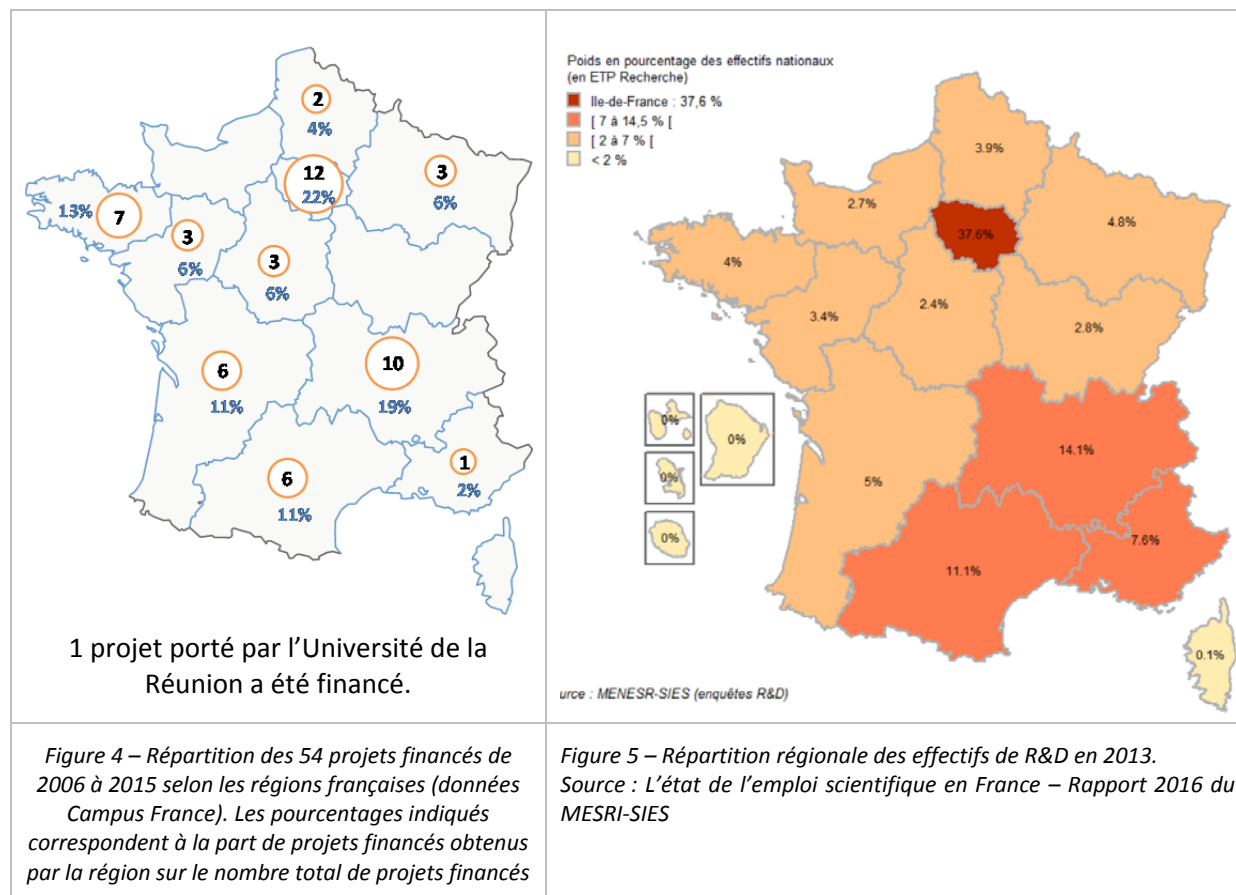 2
4%
12
22%
3
6%
13%
7
3
6%
3
6%
6
11%
10
19%
6
11%
1
2%
1 projet porté par l'Université de la
Réunion a été financé.
Poids en pourcentage des effectifs nationaux
(en ETP Recherche)
Ile-de-France : 37,6 %
[ 7 à 14,5 % [
[ 2 à 7 % [
< 2 %
3.9%
2.7%
37.6%
4.8%
4%
3.4%
2.4%
2.8%
0%
0%
0%
0%
14.1%
5%
7.6%
11.1%
0.1%
urce : MENESR-SIES (enquêtes R&D)
Figure 4 – Répartition des 54 projets financés de
2006 à 2015 selon les régions françaises (données
Campus France). Les pourcentages indiqués
correspondent à la part de projets financés obtenus
par la région sur le nombre total de projets financés
Figure 5 – Répartition régionale des effectifs de R&D en 2013.
Source : L'état de l'emploi scientifique en France – Rapport 2016 du
MESRI-SIES